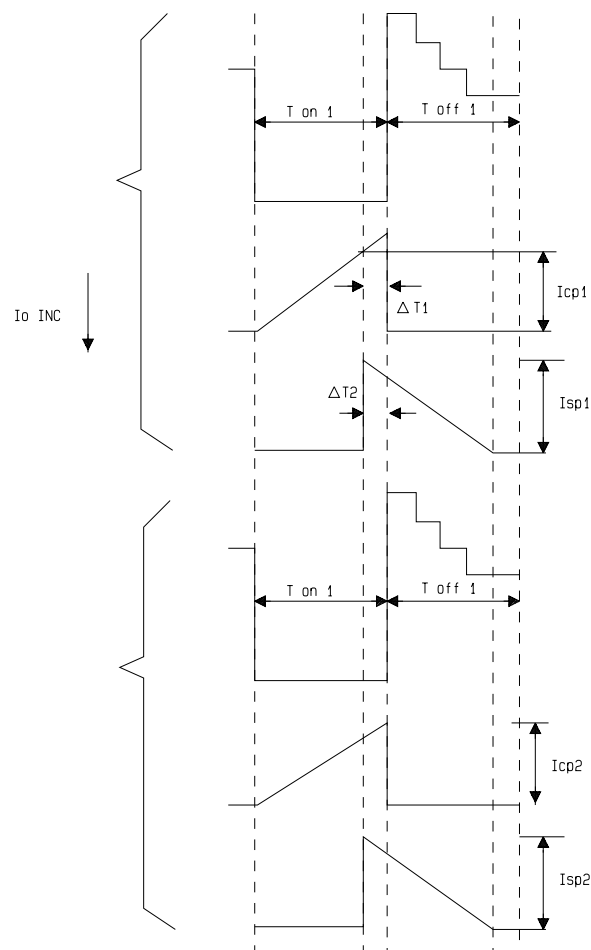 T on 1
T off 1
Icp1
△T1
Io INC
Isp1
△T2
T on 1
T off 1
Icp2
Isp2